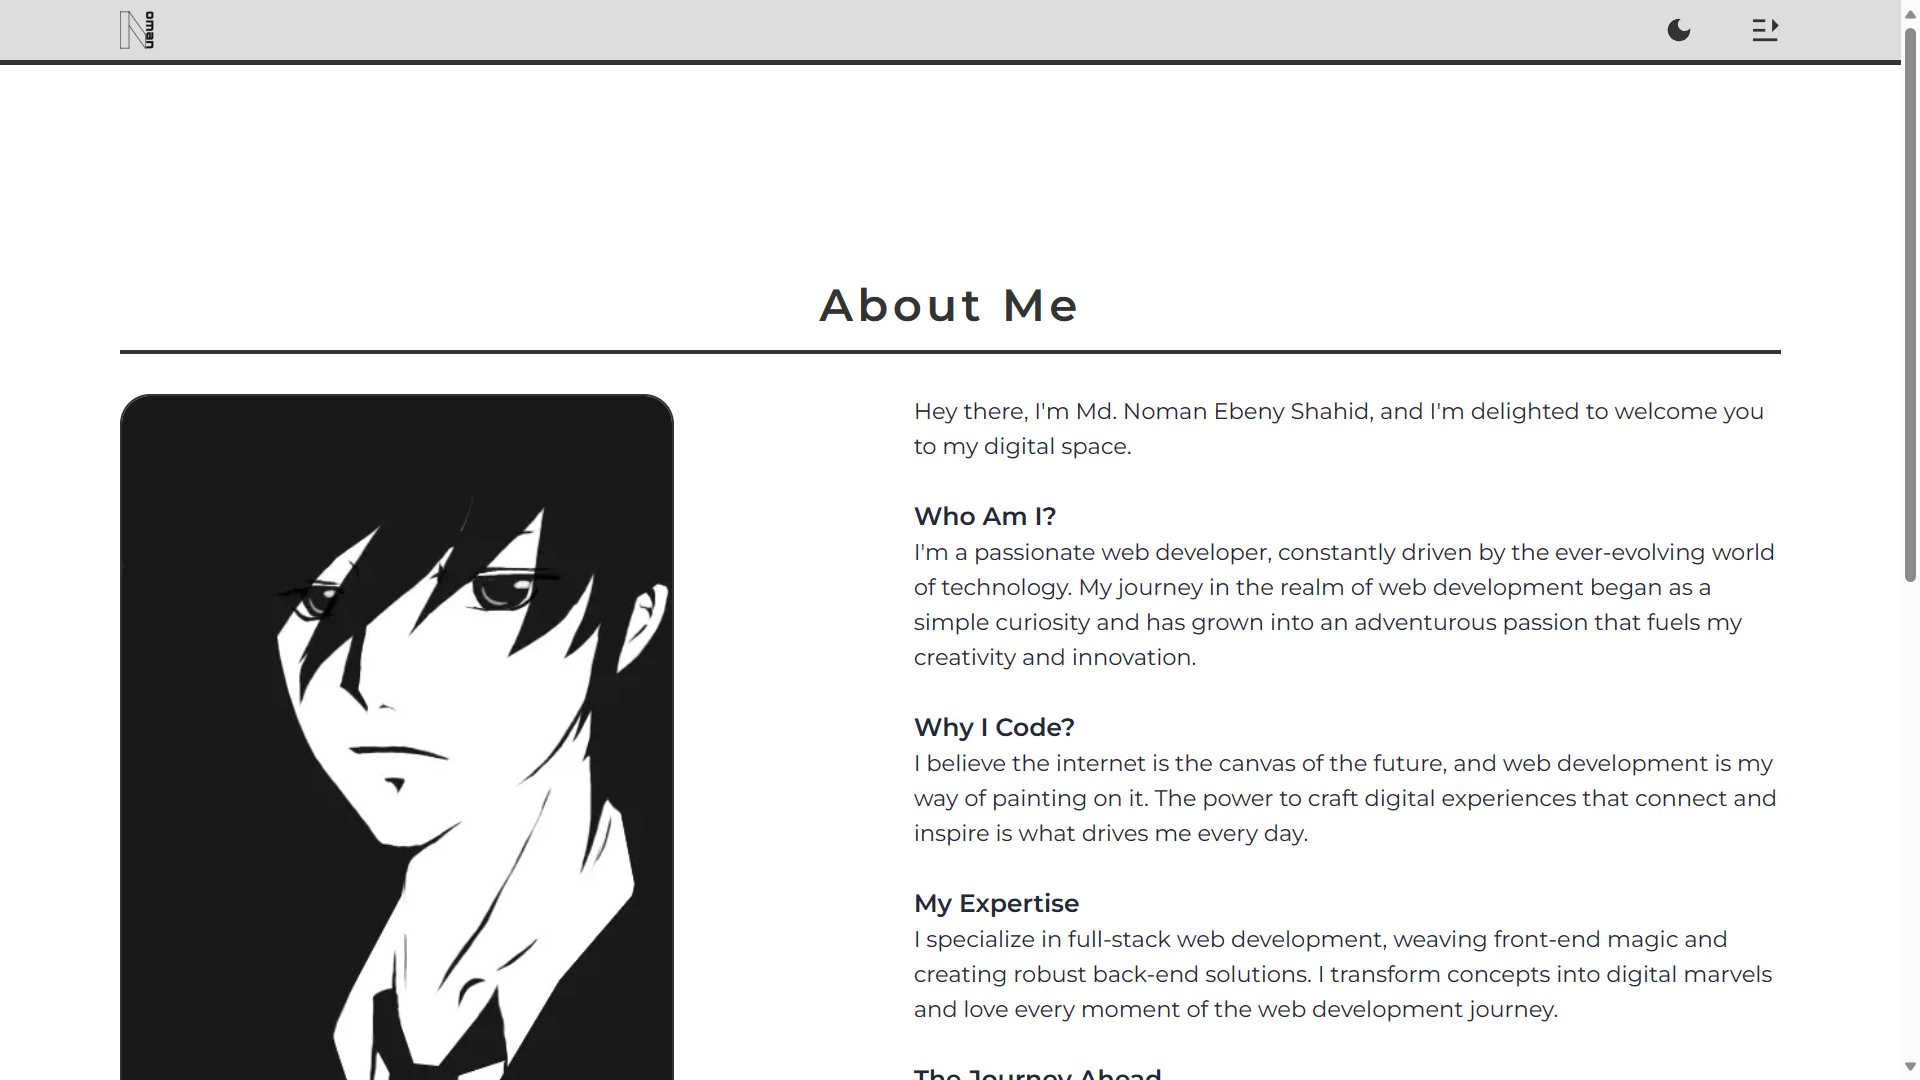 Noman
About Me
Hey there, I'm Md. Noman Ebeny Shahid, and I'm delighted to welcome you
to my digital space.
Who Am I?
I'm a passionate web developer, constantly driven by the ever-evolving world
of technology. My journey in the realm of web development began as a
simple curiosity and has grown into an adventurous passion that fuels my
creativity and innovation.
Why I Code?
I believe the internet is the canvas of the future, and web development is my
way of painting on it. The power to craft digital experiences that connect and
inspire is what drives me every day.
My Expertise
I specialize in full-stack web development, weaving front-end magic and
creating robust back-end solutions. I transform concepts into digital marvels
and love every moment of the web development journey.
The Journey Ahead